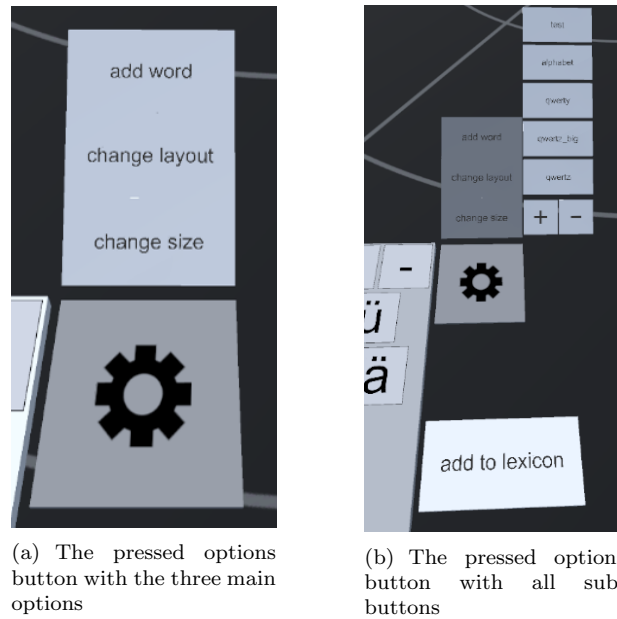 add word
change layout
change size
(a) The pressed options
button with the three main
options
test
alphabet
qwerty
qwertz_big
qwertz
add word
change layout
change size
+ -
-
ü
ä
add to lexicon
(b) The pressed option
button with all sub
buttons